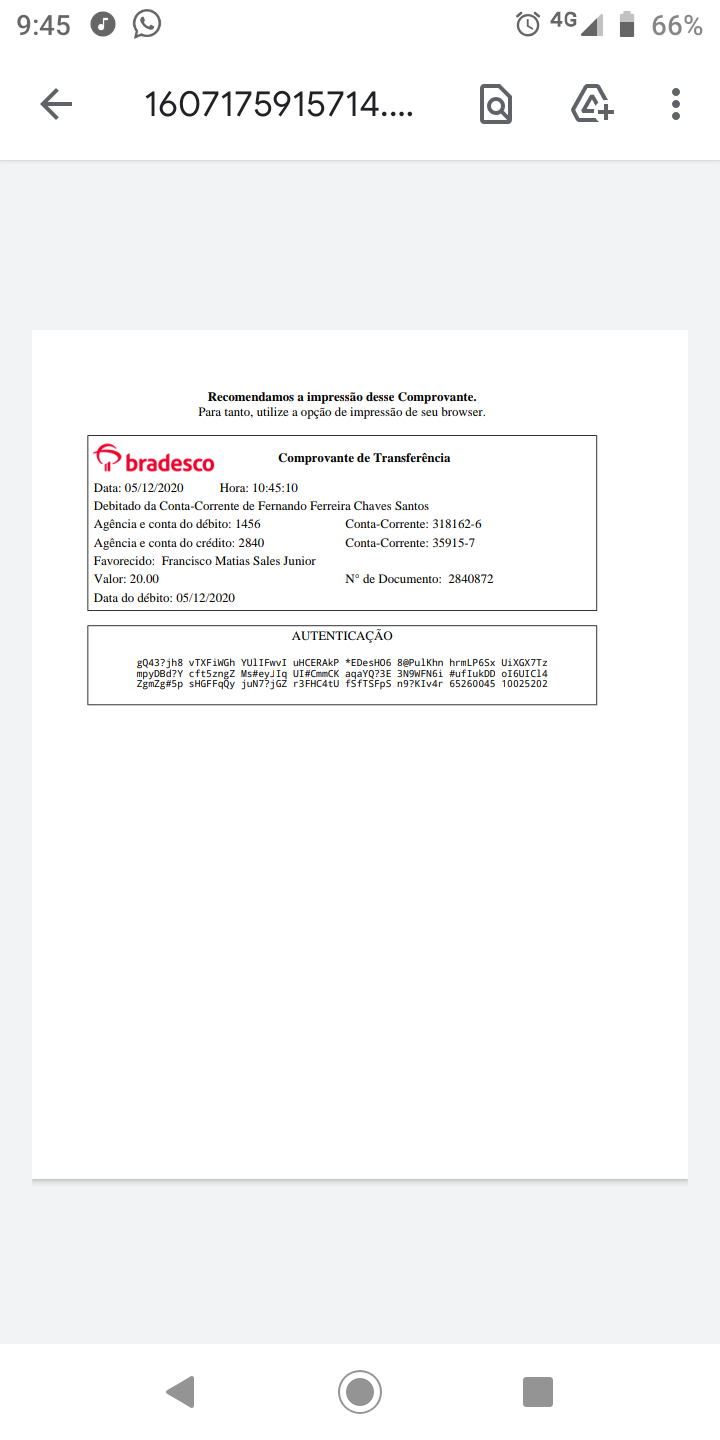 9:45 4G 66%
1607175915714....
Recomendamos a impressão desse Comprovante.
Para tanto, utilize a opção de impressão de seu browser.
bradesco Comprovante de Transferência
Data: 05/12/2020 Hora: 10:45:10
Debitado da Conta-Corrente de Fernando Ferreira Chaves Santos
Agência e conta do débito: 1456 Conta-Corrente: 318162-6
Agência e conta do crédito: 2840 Conta-Corrente: 35915-7
Favorecido: Francisco Matias Sales Junior
Valor: 20.00 N° de Documento: 2840872
Data do débito: 05/12/2020
AUTENTICAÇÃO
gQ43?jh8 vTXFiWGh YUlIFwvI uHCERAkP *EDesHO6 8@PulKhn hrmLP6Sx UiXGX7Tz
mpyDBd?Y cft5zngZ Ms#eyJIq UI#CmmCK aqaYQ?3E 3N9WFN6i #ufIukDD oI6UICl4
ZgmZg#5p sHGFFqQy juN7?jGZ r3FHC4tU fSfTSFpS n9?KIv4r 65260045 10025202